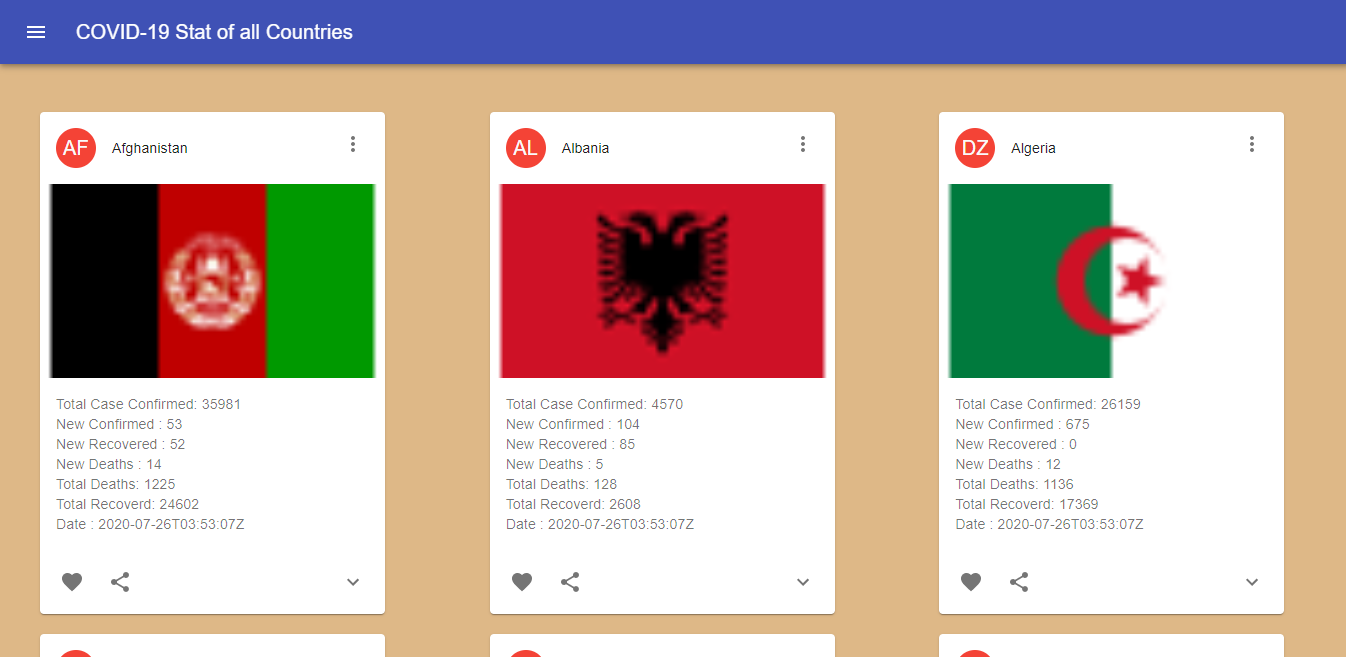 COVID-19 Stat of all Countries
AF Afghanistan
Total Case Confirmed: 35981
New Confirmed : 53
New Recovered : 52
New Deaths : 14
Total Deaths: 1225
Total Recoverd: 24602
Date : 2020-07-26T03:53:07Z
AL Albania
Total Case Confirmed: 4570
New Confirmed : 104
New Recovered : 85
New Deaths : 5
Total Deaths: 128
Total Recoverd: 2608
Date : 2020-07-26T03:53:07Z
DZ Algeria
Total Case Confirmed: 26159
New Confirmed : 675
New Recovered : 0
New Deaths : 12
Total Deaths: 1136
Total Recoverd: 17369
Date : 2020-07-26T03:53:07Z